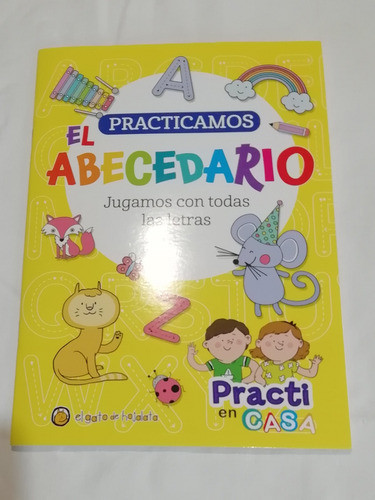 A
PRACTICAMOS
EL
ABECEDARIO
Jugamos con todas
las letras
Z
Practi
en CASA
el gato de hojalata